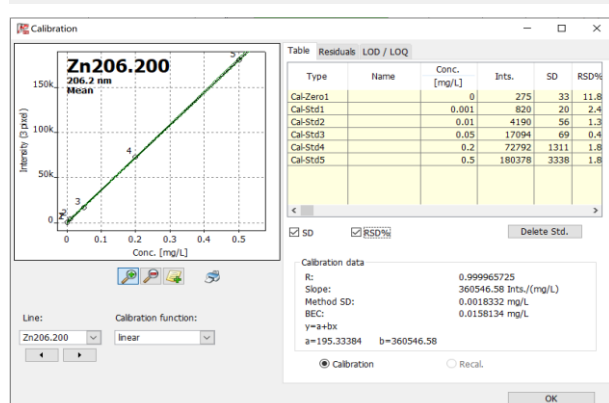 Calibration
Zn206.200
206.2 nm
Mean
150k
100k
50k
0
Intensity (3 pixel)
2
3
4
5
0 0.1 0.2 0.3 0.4 0.5
Conc. [mg/L]
Line:
Calibration function:
Zn206.200
linear
Table Residuals LOD / LOQ
Type Name Conc. Ints. SD RSD%
[mg/L]
Cal-Zero1 0 275 33 11.8
Cal-Std1 0.001 820 20 2.4
Cal-Std2 0.01 4190 56 1.3
Cal-Std3 0.05 17094 69 0.4
Cal-Std4 0.2 72792 1311 1.8
Cal-Std5 0.5 180378 3338 1.8
SD RSD% Delete Std.
Calibration data
R: 0.999965725
Slope: 360546.58 Ints./(mg/L)
Method SD: 0.0018332 mg/L
BEC: 0.0158134 mg/L
y=a+bx
a=195.33384 b=360546.58
Calibration Recal.
OK